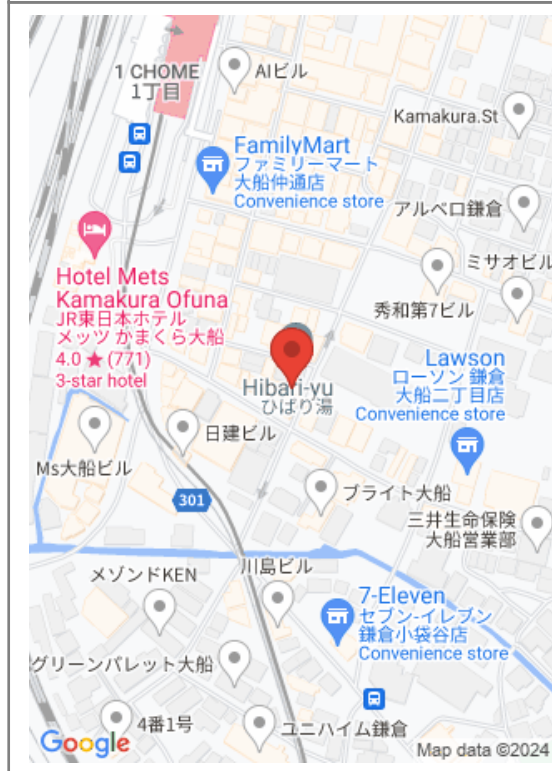 1 CHOME
1丁目
AIビル
Kamakura.St
FamilyMart
ファミリーマート
大船仲通店
Convenience store
アルベロ鎌倉
ミサオビル
Hotel Mets
Kamakura Ofuna
JR東日本ホテル
メッツ かまくら大船
4.0 ★ (771)
3-star hotel
秀和第7ビル
Lawson
ローソン 鎌倉
大船二丁目店
Convenience store
Hibari-yu
ひばり湯
日建ビル
Ms大船ビル
301
ブライト大船
三井生命保険
大船営業部
川島ビル
メゾンドKEN
7-Eleven
セブン-イレブン
鎌倉小袋谷店
Convenience store
グリーンパレット大船
4番1号
ユニハイム鎌倉
Google
Map data ©2024